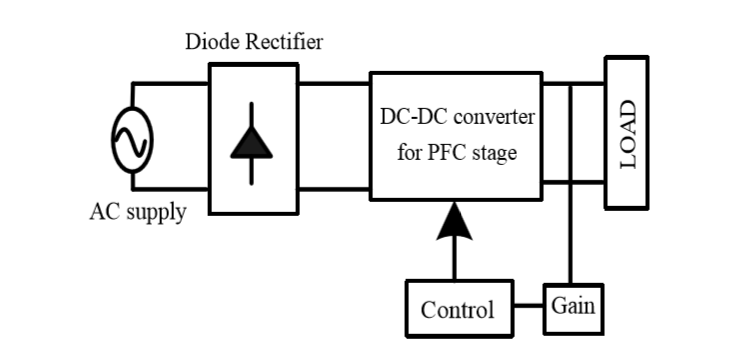 Diode Rectifier
DC-DC converter
for PFC stage
LOAD
AC supply
Control
Gain